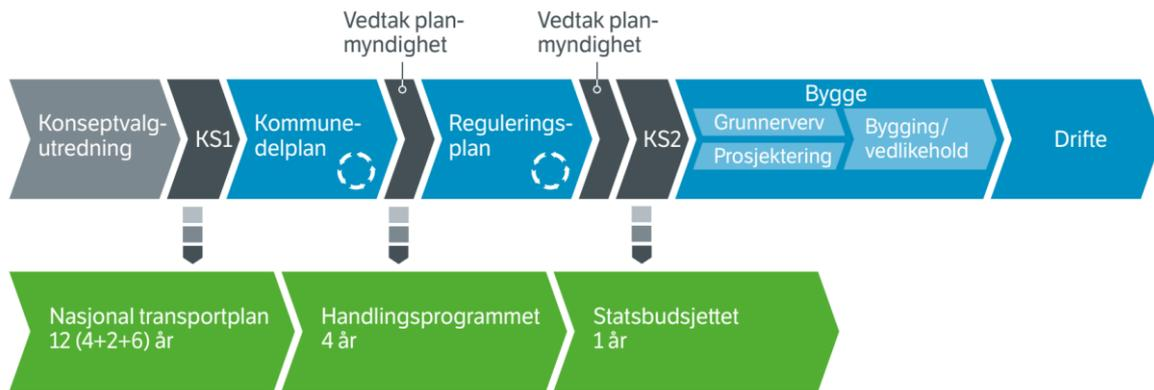 Vedtak plan-
myndighet
Vedtak plan-
myndighet
Konseptvalg-
utredning
KS1
Kommune-
delplan
Regulerings-
plan
KS2
Bygge
Grunnerverv
Prosjektering
Bygging/
vedlikehold
Drifte
Nasjonal transportplan
12 (4+2+6) år
Handlingsprogrammet
4 år
Statsbudsjettet
1 år